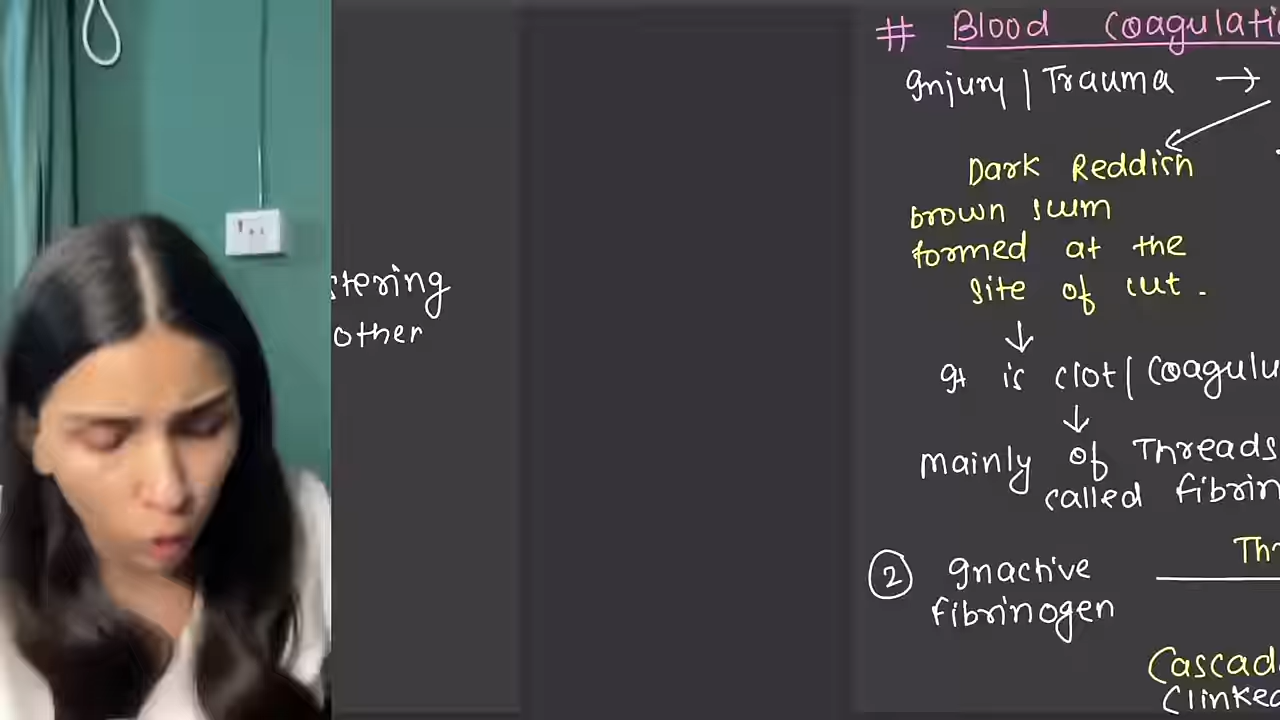 # Blood Coagulati
Injury | Trauma →
Dark Reddish
brown scum
formed at the
site of cut.
stering
other
↓
It is clot | Coagulu
↓
Mainly of Threads
called fibrin
Th
② Inactive
fibrinogen
Cascad
(linked